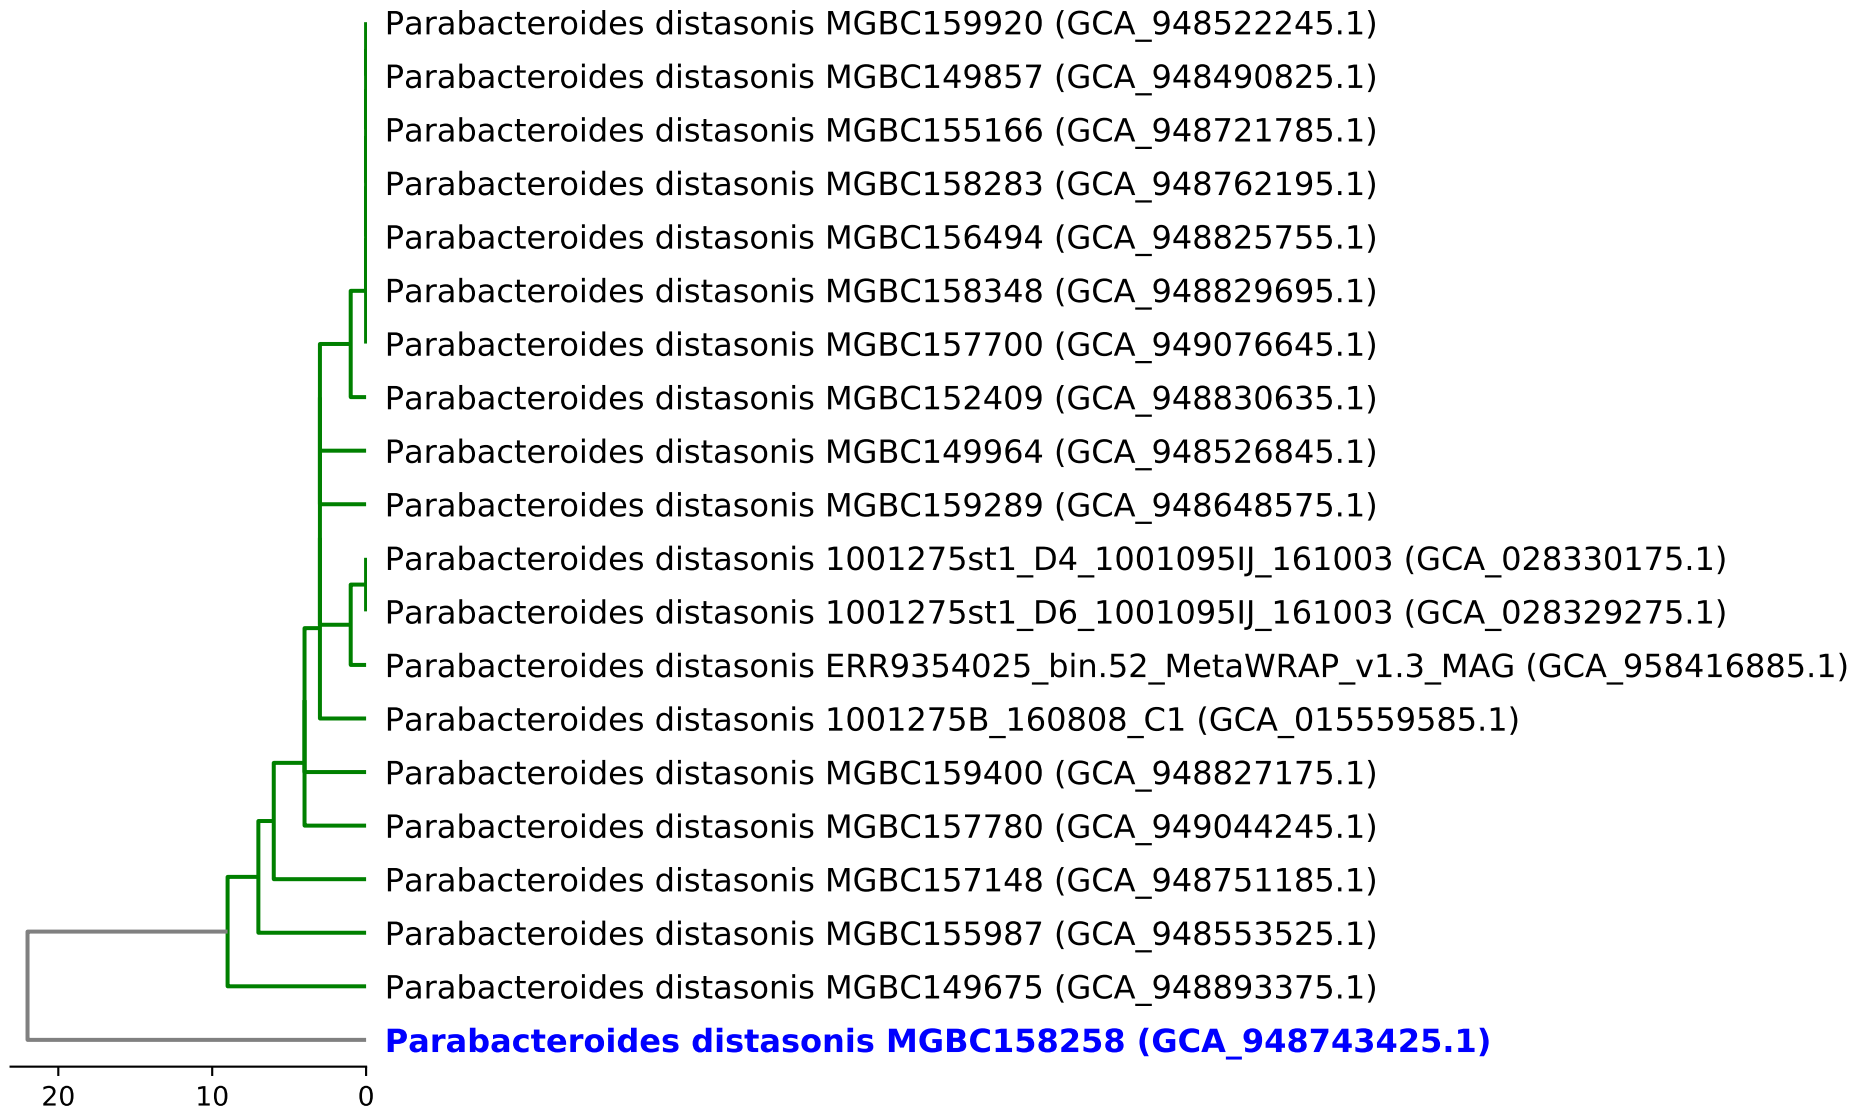 Parabacteroides distasonis MGBC159920 (GCA_948522245.1)
Parabacteroides distasonis MGBC149857 (GCA_948490825.1)
Parabacteroides distasonis MGBC155166 (GCA_948721785.1)
Parabacteroides distasonis MGBC158283 (GCA_948762195.1)
Parabacteroides distasonis MGBC156494 (GCA_948825755.1)
Parabacteroides distasonis MGBC158348 (GCA_948829695.1)
Parabacteroides distasonis MGBC157700 (GCA_949076645.1)
Parabacteroides distasonis MGBC152409 (GCA_948830635.1)
Parabacteroides distasonis MGBC149964 (GCA_948526845.1)
Parabacteroides distasonis MGBC159289 (GCA_948648575.1)
Parabacteroides distasonis 1001275st1_D4_1001095IJ_161003 (GCA_028330175.1)
Parabacteroides distasonis 1001275st1_D6_1001095IJ_161003 (GCA_028329275.1)
Parabacteroides distasonis ERR9354025_bin.52_MetaWRAP_v1.3_MAG (GCA_958416885.1)
Parabacteroides distasonis 1001275B_160808_C1 (GCA_015559585.1)
Parabacteroides distasonis MGBC159400 (GCA_948827175.1)
Parabacteroides distasonis MGBC157780 (GCA_949044245.1)
Parabacteroides distasonis MGBC157148 (GCA_948751185.1)
Parabacteroides distasonis MGBC155987 (GCA_948553525.1)
Parabacteroides distasonis MGBC149675 (GCA_948893375.1)
Parabacteroides distasonis MGBC158258 (GCA_948743425.1)
20 10 0